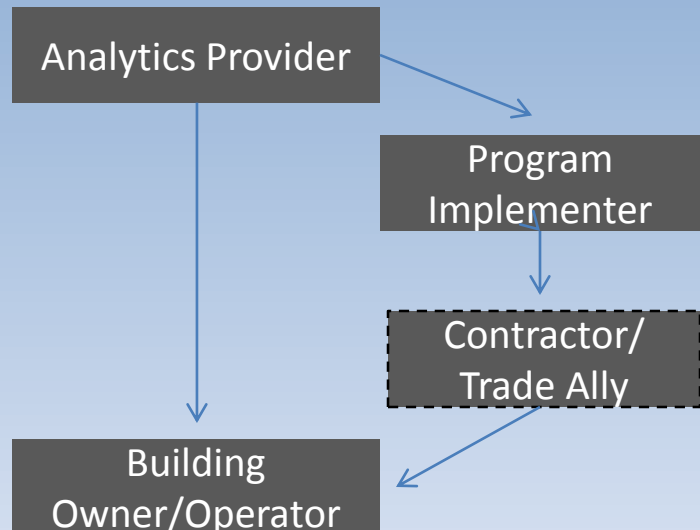 Analytics Provider
Program
Implementer
Contractor/
Trade Ally
Building
Owner/Operator